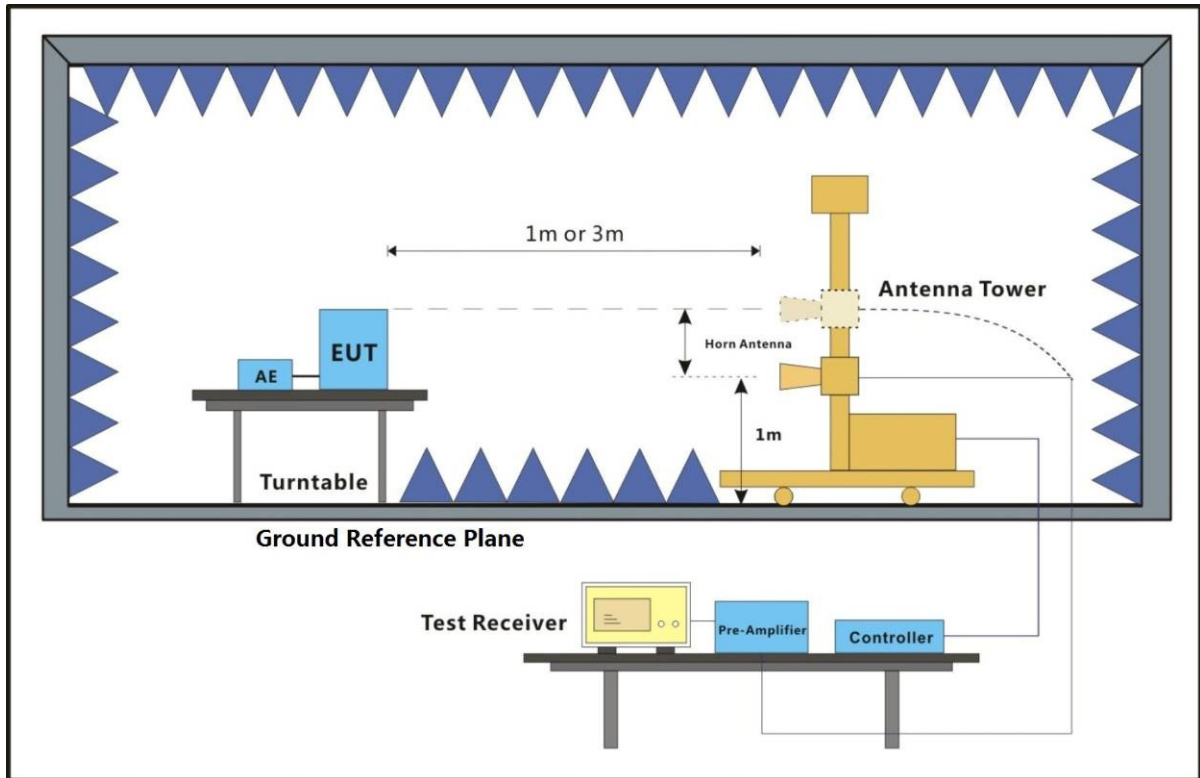 1m or 3m
Antenna Tower
Horn Antenna
EUT
AE
1m
Turntable
Ground Reference Plane
Test Receiver
Pre-Amplifier
Controller